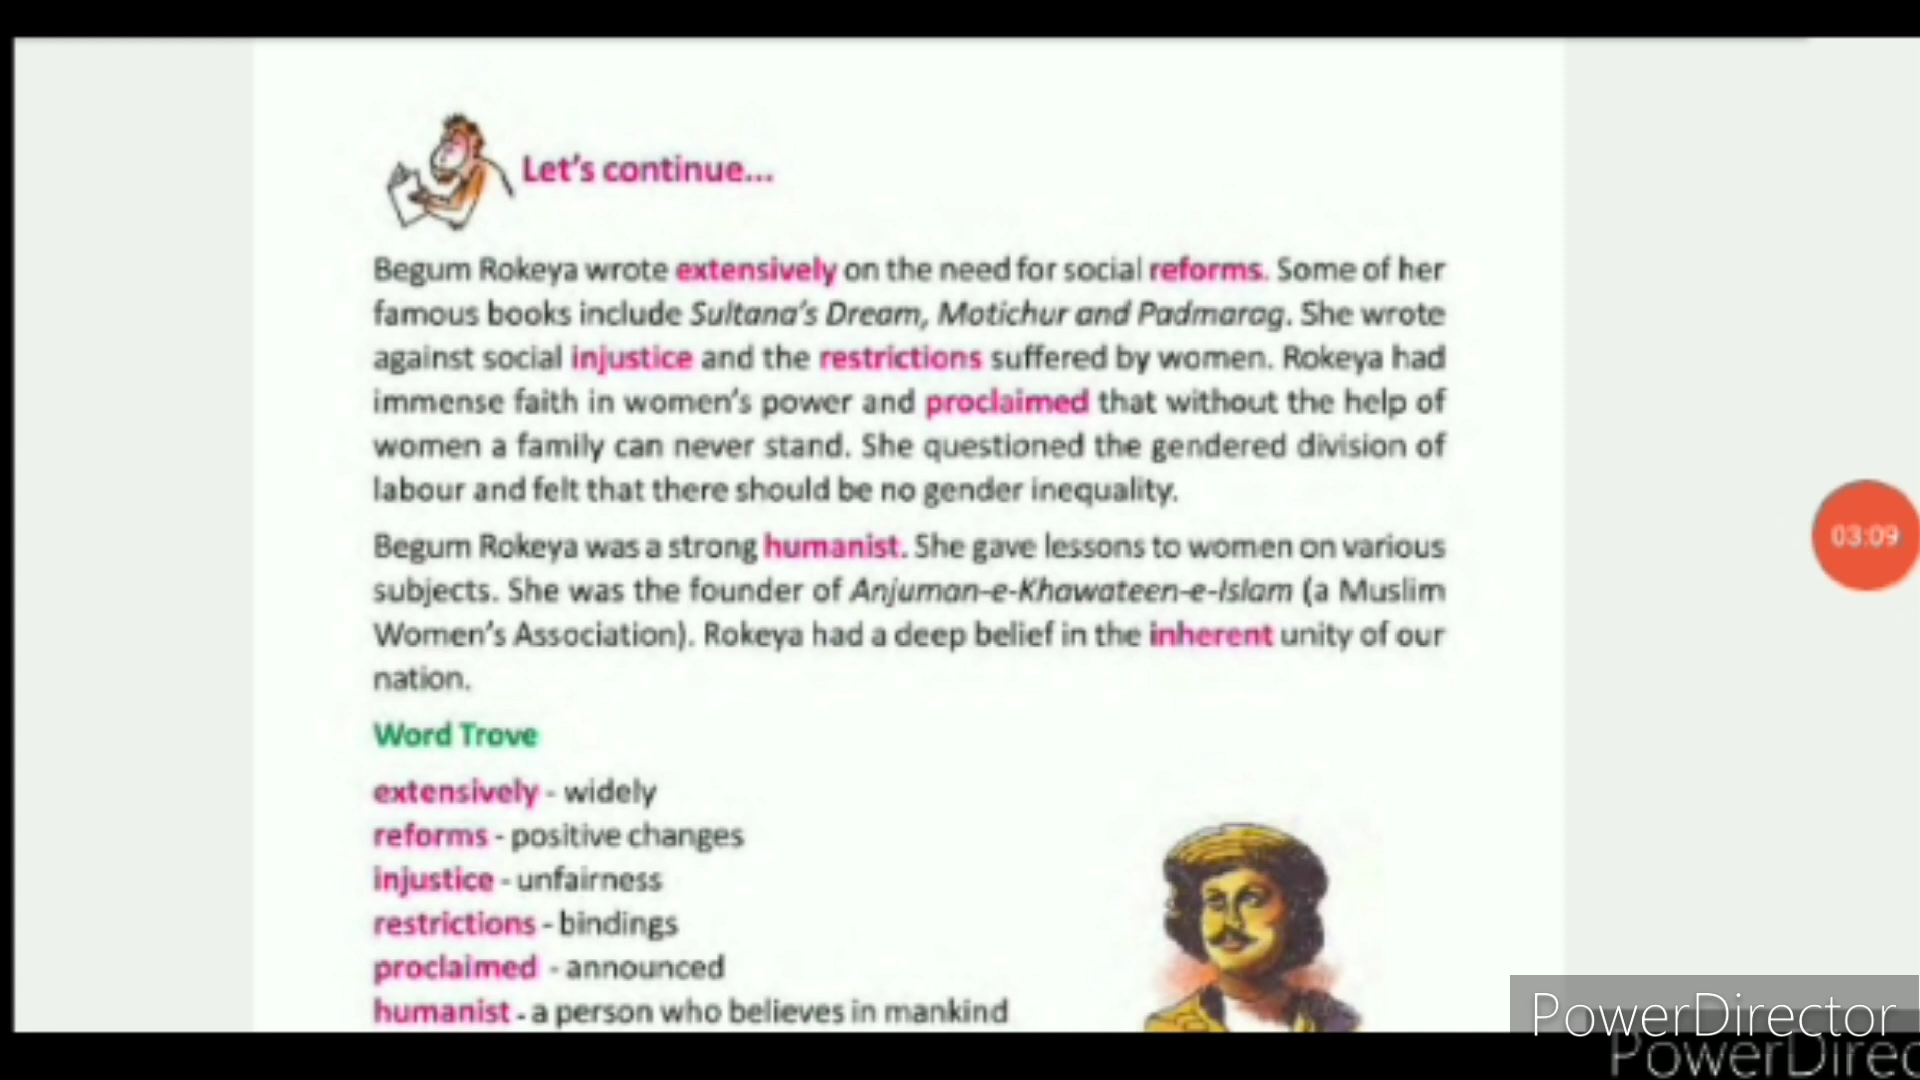 Let's continue...
Begum Rokeya wrote extensively on the need for social reforms. Some of her
famous books include Sultana's Dream, Motichur and Padmarag. She wrote
against social injustice and the restrictions suffered by women. Rokeya had
immense faith in women's power and proclaimed that without the help of
women a family can never stand. She questioned the gendered division of
labour and felt that there should be no gender inequality.
Begum Rokeya was a strong humanist. She gave lessons to women on various
subjects. She was the founder of Anjuman-e-Khawateen-e-Islam (a Muslim
Women's Association). Rokeya had a deep belief in the inherent unity of our
nation.
Word Trove
extensively - widely
reforms - positive changes
injustice - unfairness
restrictions - bindings
proclaimed - announced
humanist - a person who believes in mankind
03:09
PowerDirector
PowerDirec